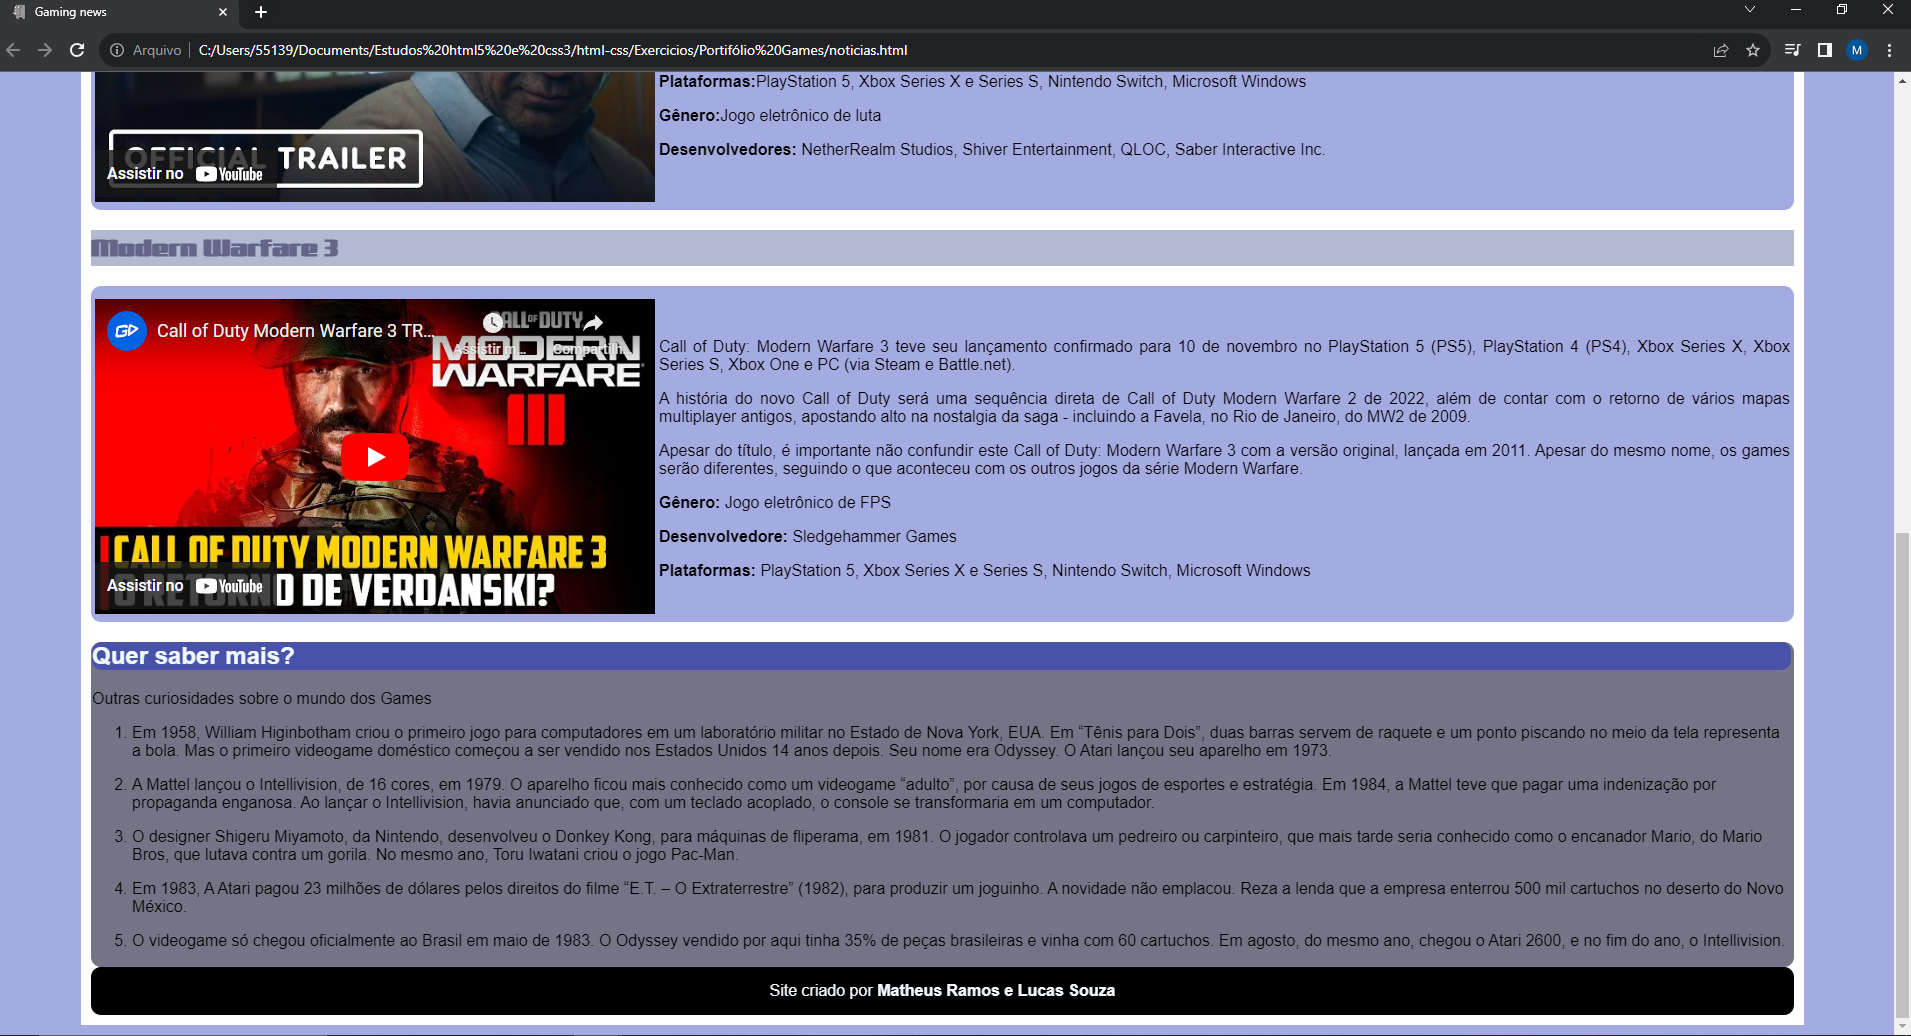 Gaming news
Arquivo
C:/Users/55139/Documents/Estudos%20html5%20e%20css3/html-css/Exercicios/Portifólio%20Games/noticias.html
M
Plataformas:PlayStation 5, Xbox Series X e Series S, Nintendo Switch, Microsoft Windows
Gênero:Jogo eletrônico de luta
Desenvolvedores: NetherRealm Studios, Shiver Entertainment, QLOC, Saber Interactive Inc.
OFFICIAL TRAILER
Assistir no YouTube
Modern Warfare 3
Call of Duty Modern Warfare 3 TR...
CALL OF DUTY
MODERN
WARFARE
III
Assistir m...
Compartilh...
CALL OF DUTY MODERN WARFARE 3
O RETORNO DE VERDANSKI?
Assistir no YouTube
Call of Duty: Modern Warfare 3 teve seu lançamento confirmado para 10 de novembro no PlayStation 5 (PS5), PlayStation 4 (PS4), Xbox Series X, Xbox
Series S, Xbox One e PC (via Steam e Battle.net).
A história do novo Call of Duty será uma sequência direta de Call of Duty Modern Warfare 2 de 2022, além de contar com o retorno de vários mapas
multiplayer antigos, apostando alto na nostalgia da saga - incluindo a Favela, no Rio de Janeiro, do MW2 de 2009.
Apesar do título, é importante não confundir este Call of Duty: Modern Warfare 3 com a versão original, lançada em 2011. Apesar do mesmo nome, os games
serão diferentes, seguindo o que aconteceu com os outros jogos da série Modern Warfare.
Gênero: Jogo eletrônico de FPS
Desenvolvedore: Sledgehammer Games
Plataformas: PlayStation 5, Xbox Series X e Series S, Nintendo Switch, Microsoft Windows
Quer saber mais?
Outras curiosidades sobre o mundo dos Games
1. Em 1958, William Higinbotham criou o primeiro jogo para computadores em um laboratório militar no Estado de Nova York, EUA. Em “Tênis para Dois”, duas barras servem de raquete e um ponto piscando no meio da tela representa
a bola. Mas o primeiro videogame doméstico começou a ser vendido nos Estados Unidos 14 anos depois. Seu nome era Odyssey. O Atari lançou seu aparelho em 1973.
2. A Mattel lançou o Intellivision, de 16 cores, em 1979. O aparelho ficou mais conhecido como um videogame “adulto”, por causa de seus jogos de esportes e estratégia. Em 1984, a Mattel teve que pagar uma indenização por
propaganda enganosa. Ao lançar o Intellivision, havia anunciado que, com um teclado acoplado, o console se transformaria em um computador.
3. O designer Shigeru Miyamoto, da Nintendo, desenvolveu o Donkey Kong, para máquinas de fliperama, em 1981. O jogador controlava um pedreiro ou carpinteiro, que mais tarde seria conhecido como o encanador Mario, do Mario
Bros, que lutava contra um gorila. No mesmo ano, Toru Iwatani criou o jogo Pac-Man.
4. Em 1983, A Atari pagou 23 milhões de dólares pelos direitos do filme “E.T. – O Extraterrestre” (1982), para produzir um joguinho. A novidade não emplacou. Reza a lenda que a empresa enterrou 500 mil cartuchos no deserto do Novo
México.
5. O videogame só chegou oficialmente ao Brasil em maio de 1983. O Odyssey vendido por aqui tinha 35% de peças brasileiras e vinha com 60 cartuchos. Em agosto, do mesmo ano, chegou o Atari 2600, e no fim do ano, o Intellivision.
Site criado por Matheus Ramos e Lucas Souza